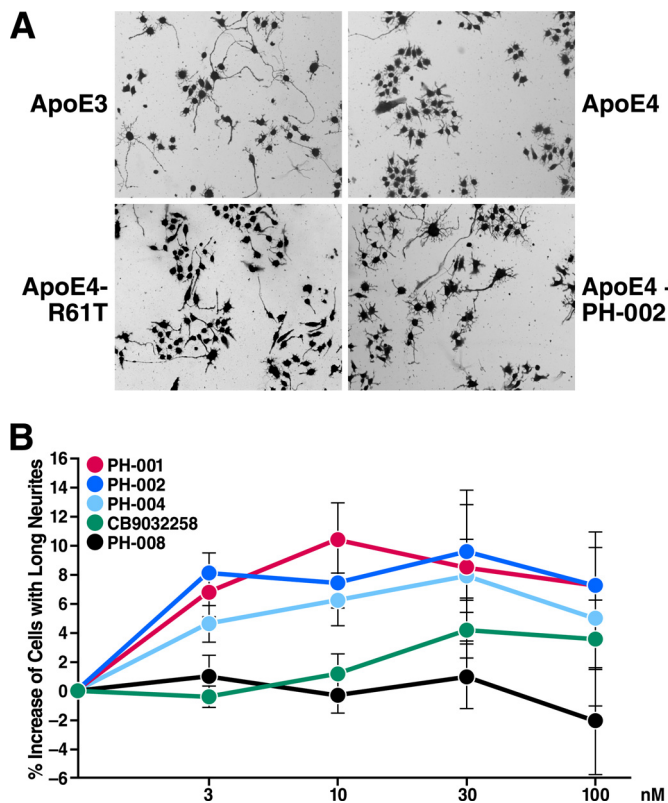 A
ApoE3
ApoE4
ApoE4-
R61T
ApoE4 -
PH-002
B
% Increase of Cells with Long Neurites
16
14
12
10
8
6
4
2
0
−2
−4
−6
PH-001
PH-002
PH-004
CB9032258
PH-008
3
10
30
100
nM